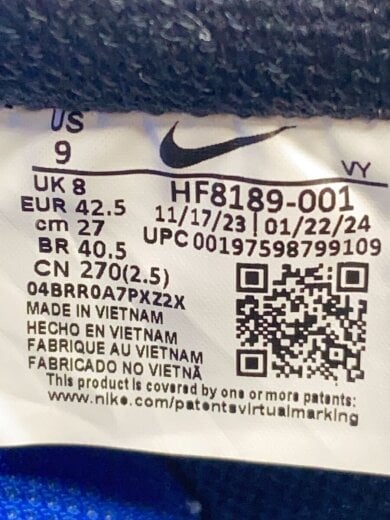 US
9
VY
UK 8
HF8189-001
EUR 42.5
11/17/23 | 01/22/24
cm 27
UPC 00197598799109
BR 40.5
CN 270(2.5)
04BRR0A7PXZ2X
MADE IN VIETNAM
HECHO EN VIETNAM
FABRIQUE AU VIETNAM
FABRICADO NO VIETNÃ
This product is covered by one or more patents:
www.nike.com/patentsvirtualmarking